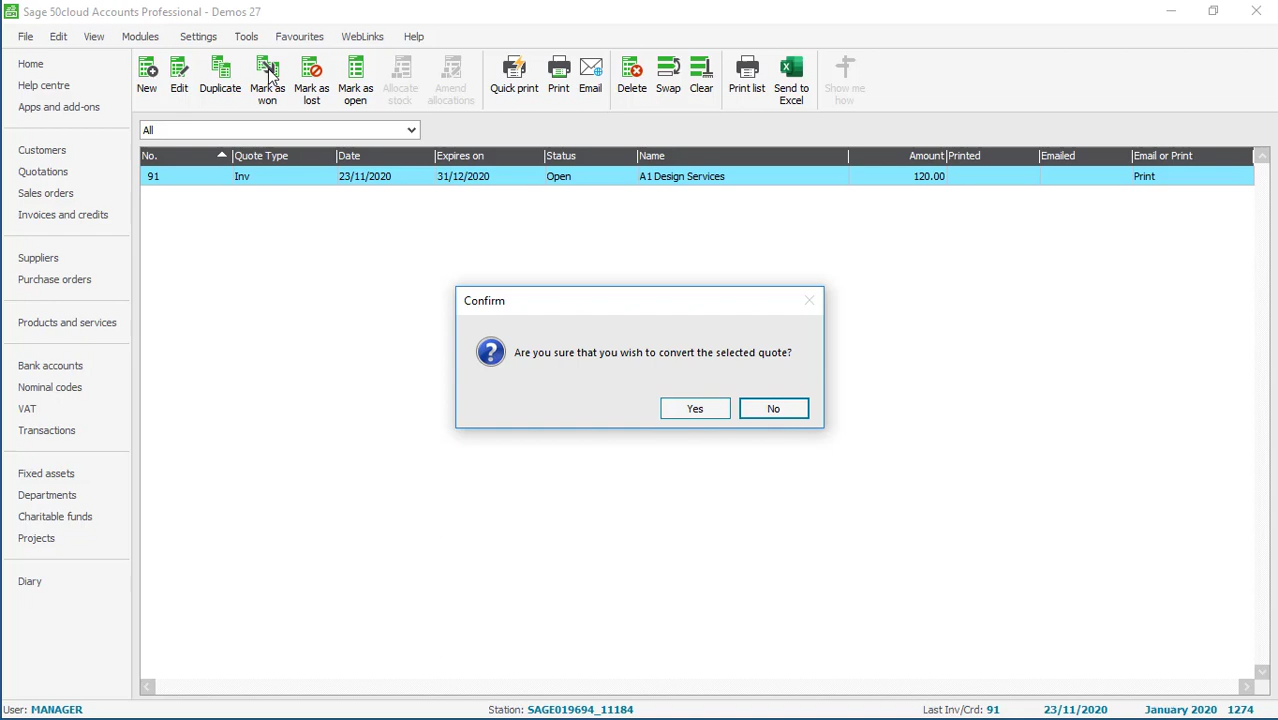 Sage 50cloud Accounts Professional - Demos 27
File Edit View Modules Settings Tools Favourites WebLinks Help
New Edit Duplicate Mark as won Mark as lost Mark as open Allocate stock Amend allocations Quick print Print Email Delete Swap Clear Print list Send to Excel Show me how
Home
Help centre
Apps and add-ons
Customers
Quotations
Sales orders
Invoices and credits
Suppliers
Purchase orders
Products and services
Bank accounts
Nominal codes
VAT
Transactions
Fixed assets
Departments
Charitable funds
Projects
Diary
All
No. Quote Type Date Expires on Status Name Amount Printed Emailed Email or Print
91 Inv 23/11/2020 31/12/2020 Open A1 Design Services 120.00 Print
Confirm
Are you sure that you wish to convert the selected quote?
Yes No
User: MANAGER Station: SAGE019694_11184 Last Inv/Crd: 91 23/11/2020 January 2020 1274